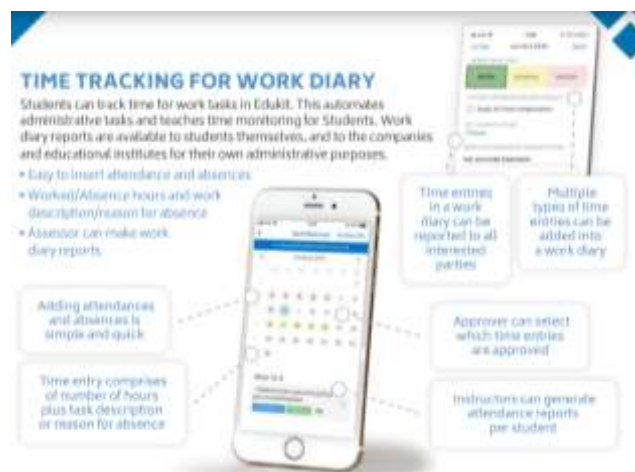 TIME TRACKING FOR WORK DIARY
Students can track time for work tasks in Edukit. This automates
administrative tasks and teaches time monitoring for Students. Work
diary reports are available to students themselves, and to the companies
and educational institutes for their own administrative purposes.
• Easy to insert attendance and absences
• Worked/Absence hours and work
description/reason for absence
• Assessor can make work
diary reports
Time entries
in a work
diary can be
reported to all
interested
parties
Multiple
types of time
entries can be
added into
a work diary
Adding attendances
and absences is
simple and quick
Approver can select
which time entries
are approved
Time entry comprises
of number of hours
plus task description
or reason for absence
Instructors can generate
attendance reports
per student